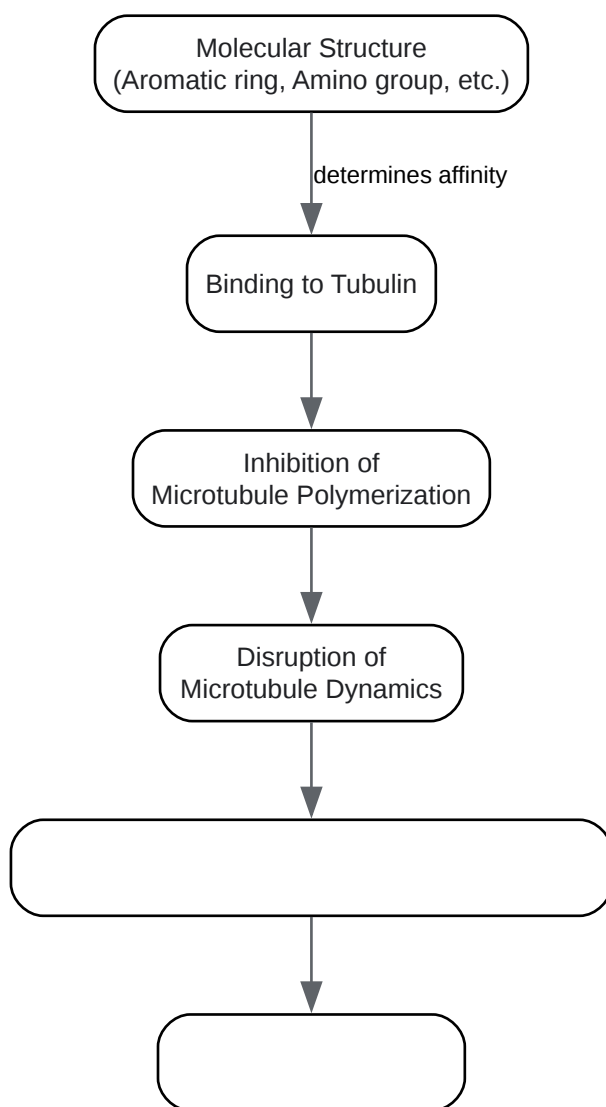 Molecular Structure
(Aromatic ring, Amino group, etc.)
determines affinity
Binding to Tubulin
Inhibition of
Microtubule Polymerization
Disruption of
Microtubule Dynamics